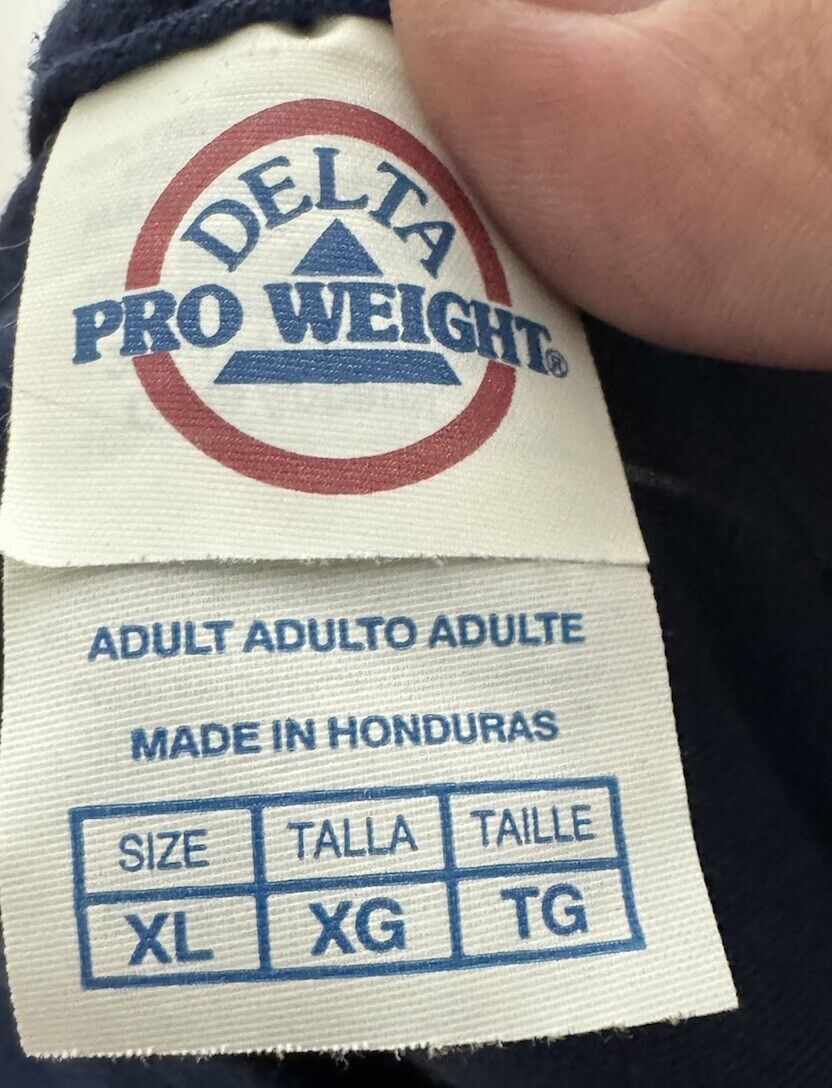 DELTA
PRO WEIGHT®
ADULT ADULTO ADULTE
MADE IN HONDURAS
SIZE TALLA TAILLE
XL XG TG